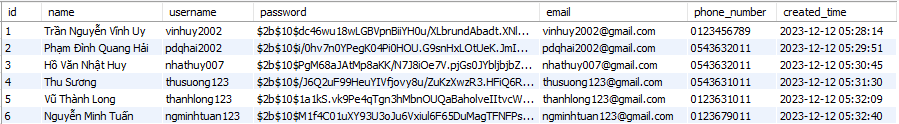 id name username password email phone_number created_time
1 Trần Nguyễn Vĩnh Uy vinhuy2002 $2b$10$dc46wu18wLGBVpnBiiYH0u/XLbrundAbadt.XNl... vinhuy2002@gmail.com 0123456789 2023-12-12 05:28:14
2 Phạm Đình Quang Hải pdqhai2002 $2b$10$i/0hv7n0YPegK04Pi0HOU.G9snHxLOtUeK.JmI... pdqhai2002@gmail.com 0543632011 2023-12-12 05:29:51
3 Hồ Văn Nhật Huy nhathuy007 $2b$10$PgM68aJAtMp8aKK/N7J8iOe7V.pjGs0JYbljbjbZ... nhathuy007@gmail.com 0543631011 2023-12-12 05:30:45
4 Thu Sương thusuong123 $2b$10$/J6Q2uF99HeuYIVfjovy8u/ZuKzXwzR3.HFiQ6R... thusuong123@gmail.com 0543632011 2023-12-12 05:31:30
5 Vũ Thành Long thanhlong123 $2b$10$1a1kS.vk9Pe4qTgn3hMbnOUQaBaholveIItvcW... thanhlong123@gmail.com 0123631011 2023-12-12 05:32:09
6 Nguyễn Minh Tuấn ngminhtuan123 $2b$10$M1f4C01uXY93U3oJu6Vxiul6F65DuMagTFNFPs... ngminhtuan123@gmail.com 0123679011 2023-12-12 05:32:40